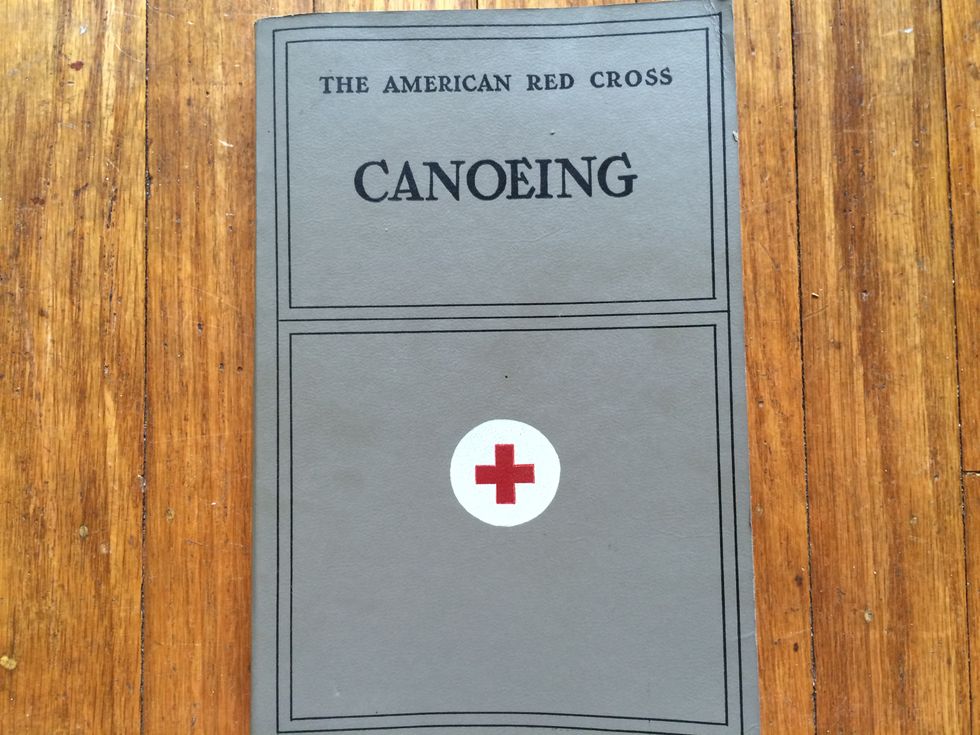 THE AMERICAN RED CROSS
CANOEING